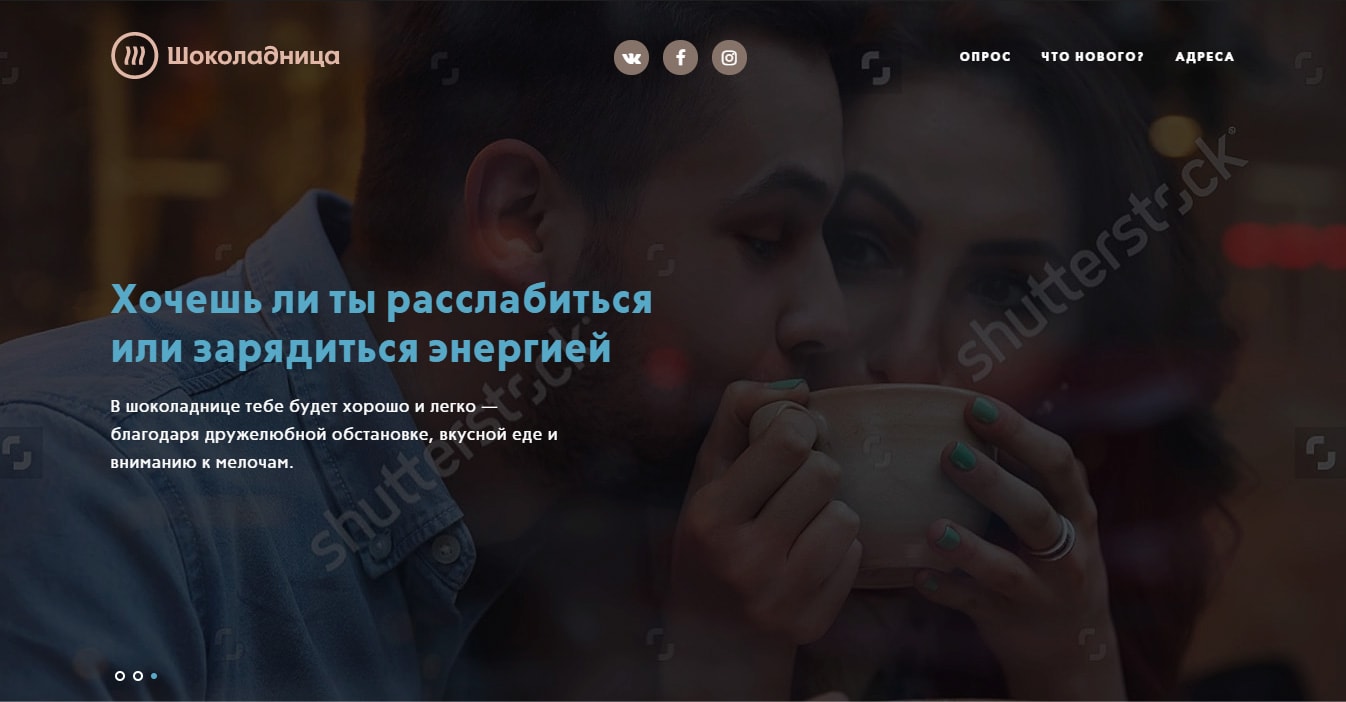 Шоколадница
ОПРОС
ЧТО НОВОГО?
АДРЕСА
Хочешь ли ты расслабиться
или зарядиться энергией
В шоколаднице тебе будет хорошо и легко —
благодаря дружелюбной обстановке, вкусной еде и
вниманию к мелочам.
shutterstock
shutterstock